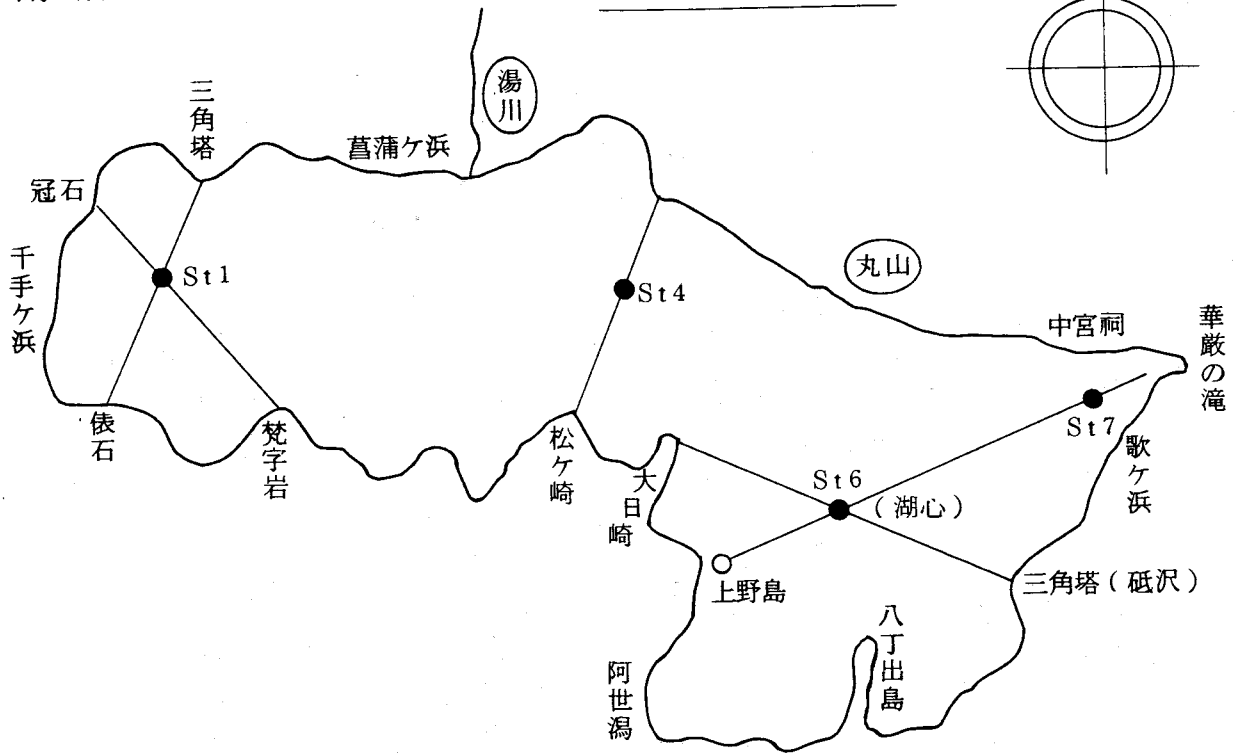 湯川
三角塔
菖蒲ケ浜
冠石
千手ケ浜
St1
St4
丸山
中宮祠
華厳の滝
俵石
梵字岩
松ケ崎
大日崎
St6
(湖心)
St7
歌ケ浜
上野島
三角塔(砥沢)
八丁出島
阿世潟